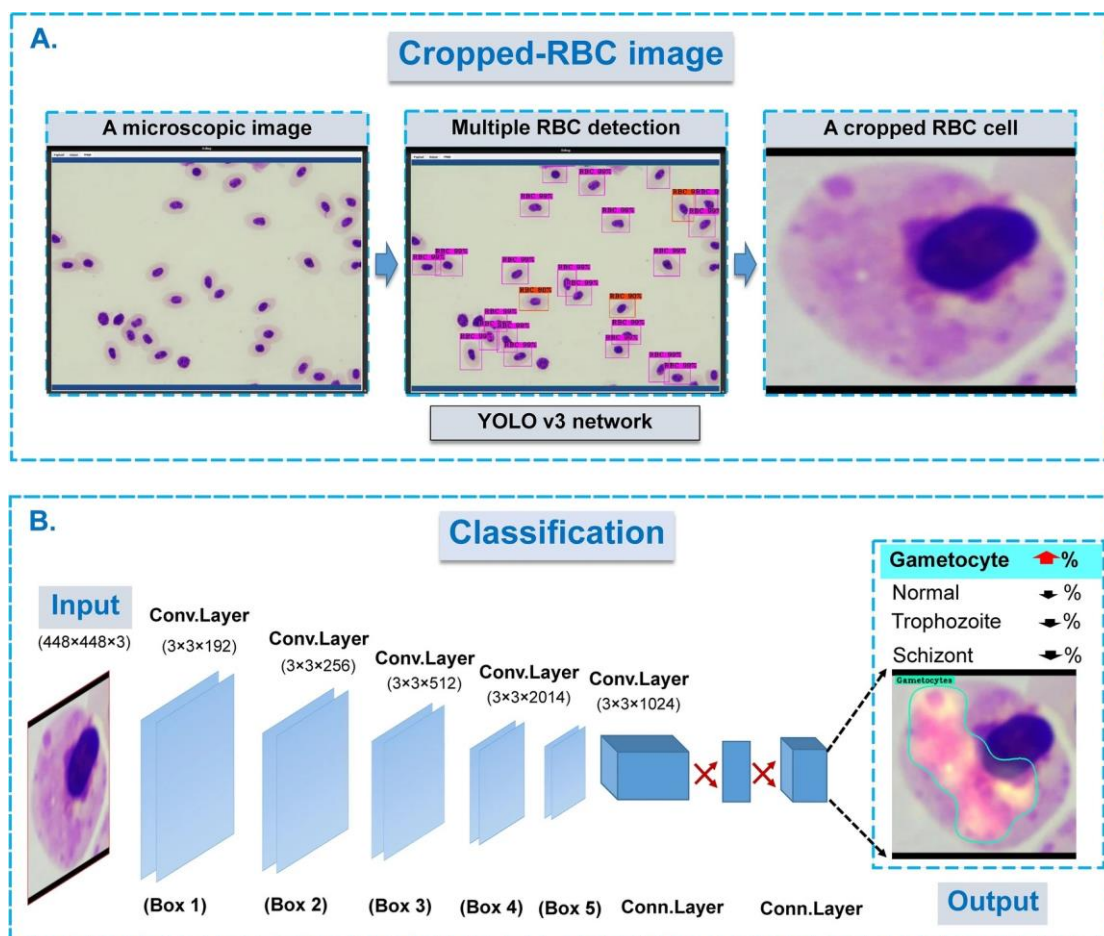 A.
Cropped-RBC image
A microscopic image
Multiple RBC detection
A cropped RBC cell
YOLO v3 network
B.
Classification
Input
(448×448×3)
Conv.Layer
(3×3×192)
Conv.Layer
(3×3×256)
Conv.Layer
(3×3×512)
Conv.Layer
(3×3×2014)
Conv.Layer
(3×3×1024)
Gametocyte %
Normal %
Trophozoite %
Schizont %
Gametocytes
(Box 1)
(Box 2)
(Box 3)
(Box 4)
(Box 5)
Conn.Layer
Conn.Layer
Output